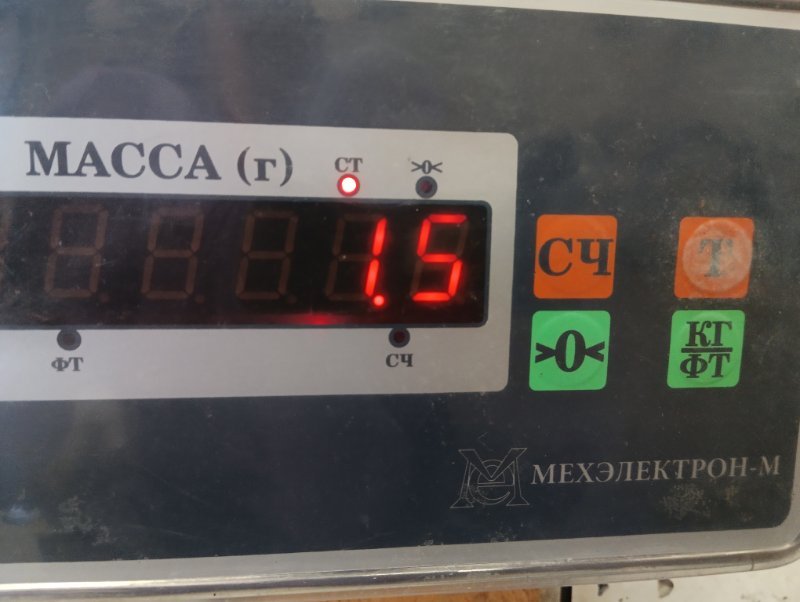 МАССА (г)
СТ
>0<
1.5
ФТ
СЧ
СЧ
Т
>0<
КГ
ФТ
МЕХЭЛЕКТРОН-М